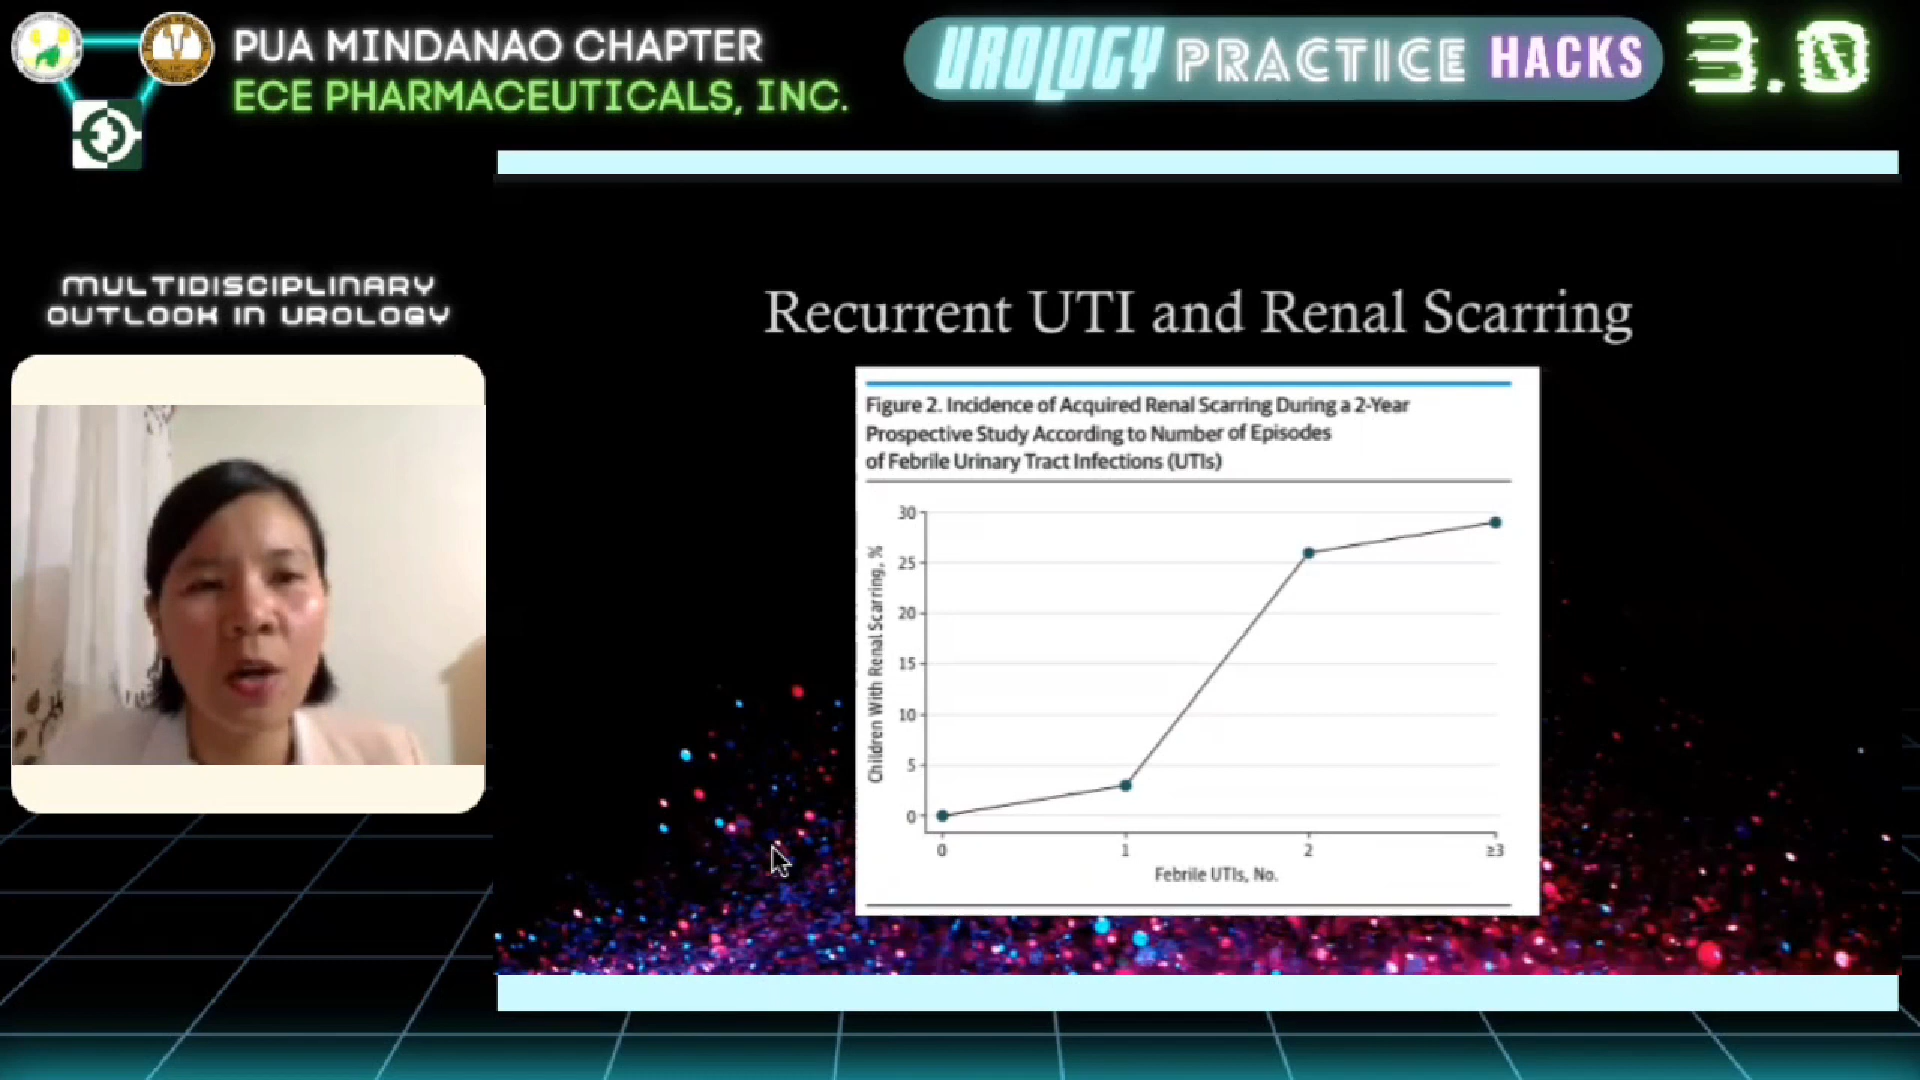 PUA MINDANAO CHAPTER
ECE PHARMACEUTICALS, INC.
UROLOGY PRACTICE HACKS 3.0
MULTIDISCIPLINARY
OUTLOOK IN UROLOGY
Recurrent UTI and Renal Scarring
Figure 2. Incidence of Acquired Renal Scarring During a 2-Year
Prospective Study According to Number of Episodes
of Febrile Urinary Tract Infections (UTIs)
Children With Renal Scarring, %
30
25
20
15
10
5
0
0 1 2 ≥3
Febrile UTIs, No.